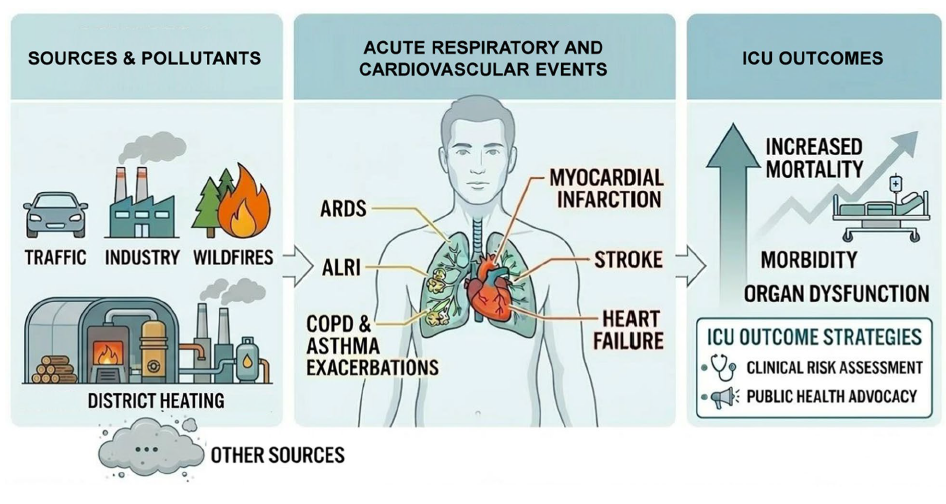 SOURCES & POLLUTANTS
TRAFFIC
INDUSTRY
WILDFIRES
DISTRICT HEATING
OTHER SOURCES
ACUTE RESPIRATORY AND
CARDIOVASCULAR EVENTS
ARDS
ALRI
COPD &
ASTHMA
EXACERBATIONS
MYOCARDIAL
INFARCTION
STROKE
HEART
FAILURE
ICU OUTCOMES
INCREASED
MORTALITY
MORBIDITY
ORGAN DYSFUNCTION
ICU OUTCOME STRATEGIES
CLINICAL RISK ASSESSMENT
PUBLIC HEALTH ADVOCACY